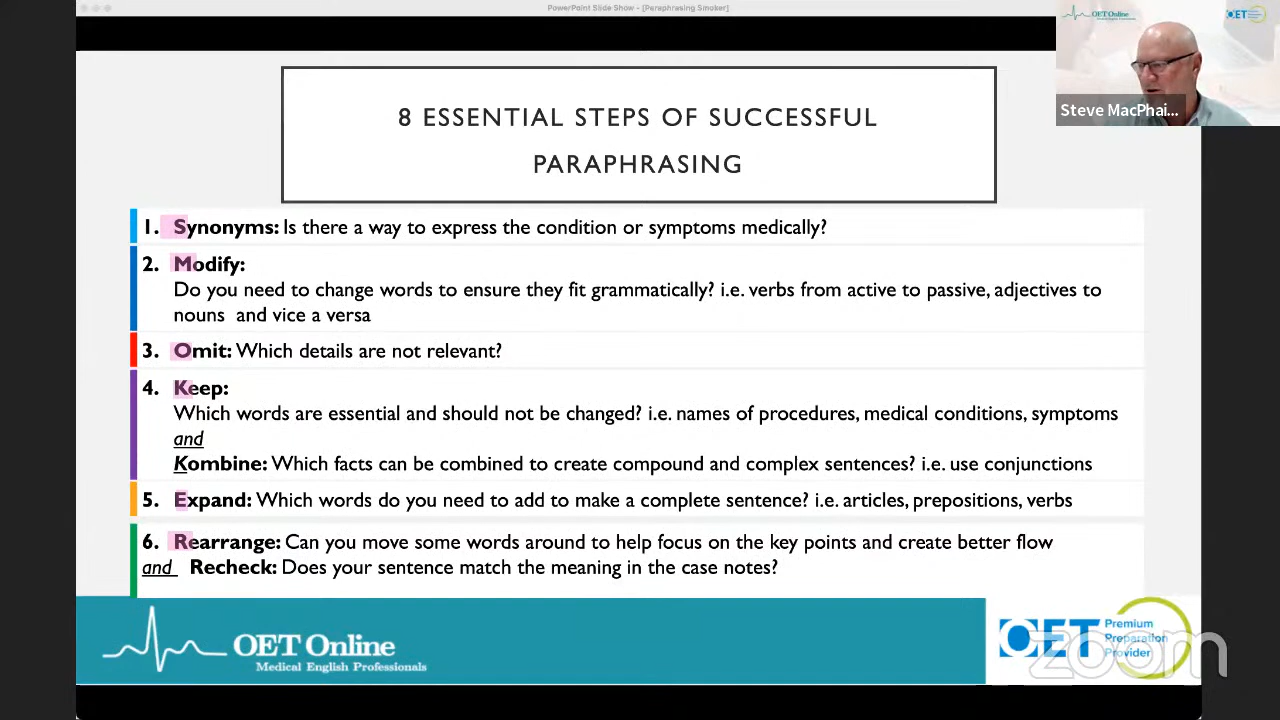 PowerPoint Slide Show - [Paraphrasing Smoker]
OET Online
OET
Steve MacPhai...
8 ESSENTIAL STEPS OF SUCCESSFUL
PARAPHRASING
1. Synonyms: Is there a way to express the condition or symptoms medically?
2. Modify:
Do you need to change words to ensure they fit grammatically? i.e. verbs from active to passive, adjectives to
nouns and vice a versa
3. Omit: Which details are not relevant?
4. Keep:
Which words are essential and should not be changed? i.e. names of procedures, medical conditions, symptoms
and
Kombine: Which facts can be combined to create compound and complex sentences? i.e. use conjunctions
5. Expand: Which words do you need to add to make a complete sentence? i.e. articles, prepositions, verbs
6. Rearrange: Can you move some words around to help focus on the key points and create better flow
and Recheck: Does your sentence match the meaning in the case notes?
OET Online
Medical English Professionals
OET
Premium
Preparation
Provider
zoom